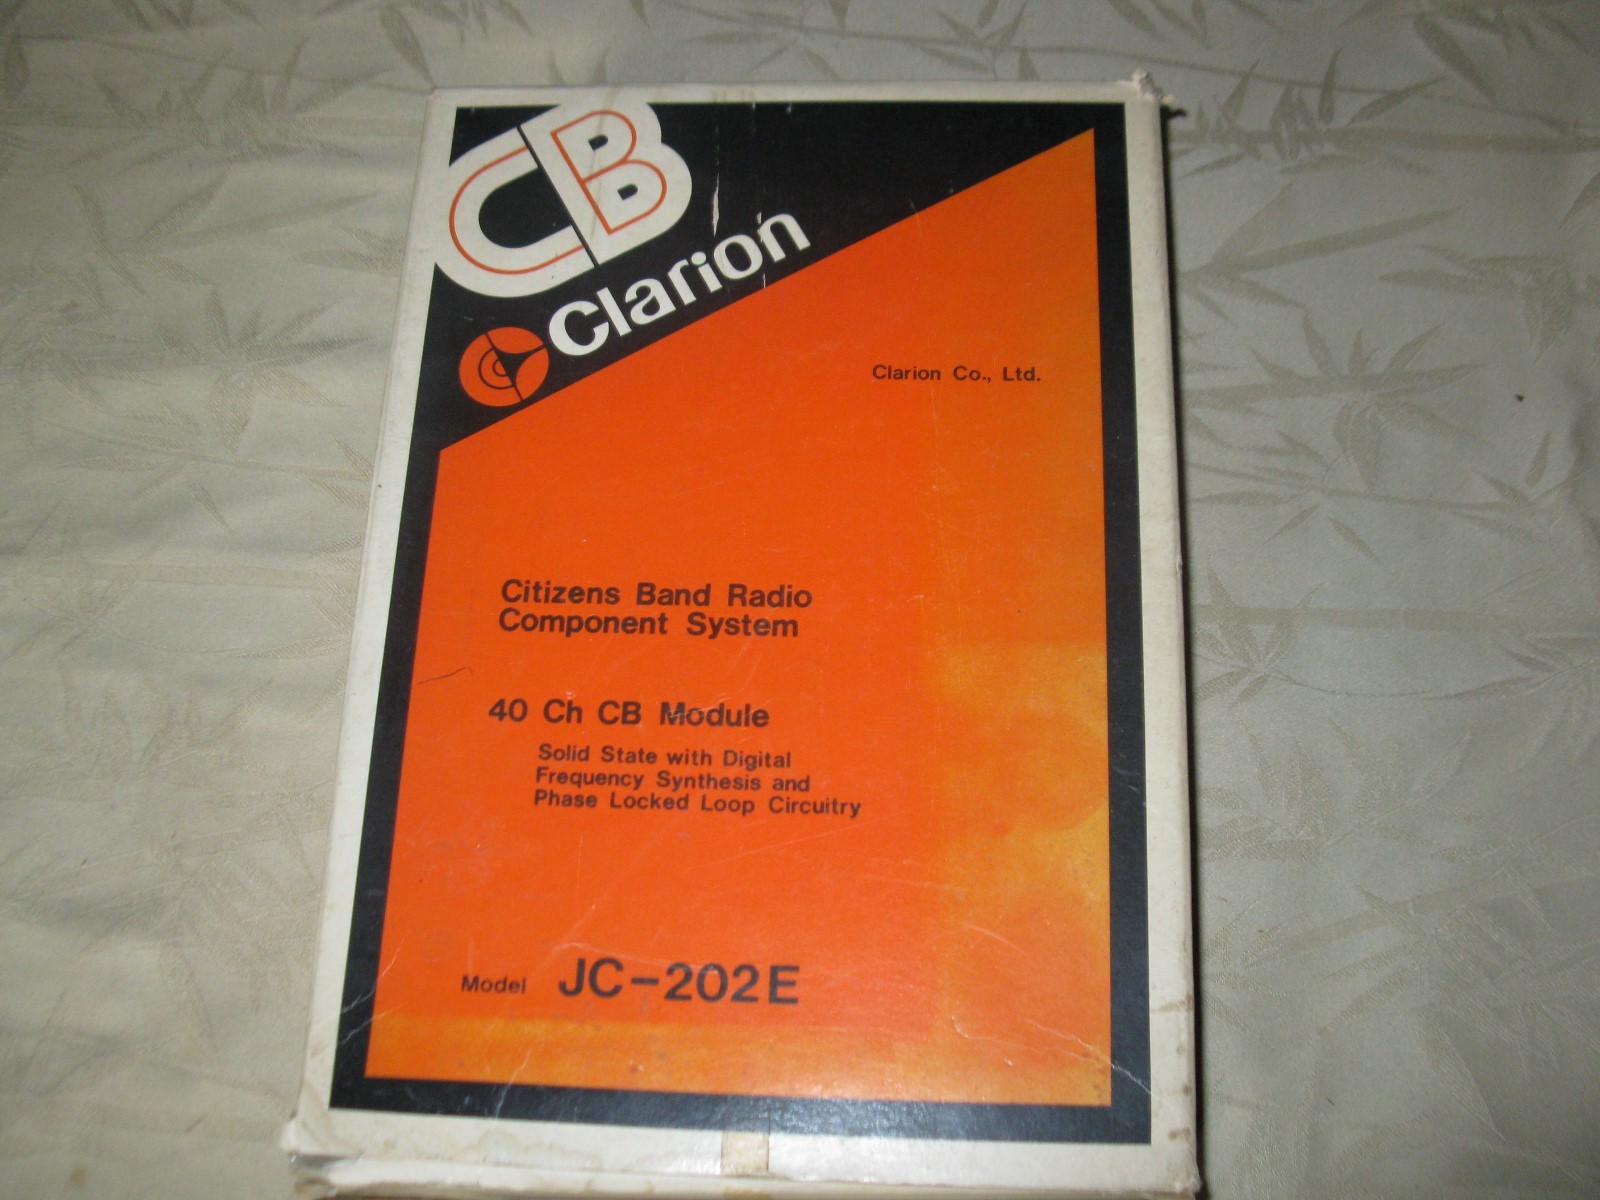 CB
Clarion
Clarion Co., Ltd.
Citizens Band Radio
Component System
40 Ch CB Module
Solid State with Digital
Frequency Synthesis and
Phase Locked Loop Circuitry
Model JC-202E